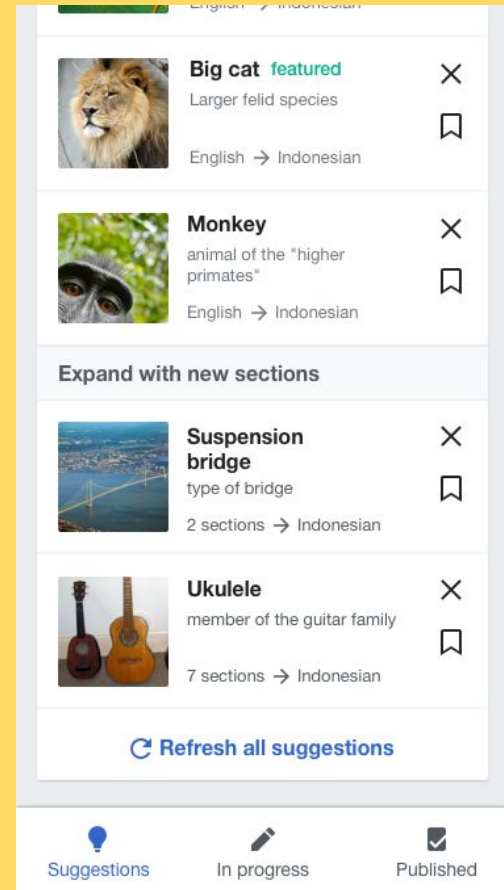 Big cat featured
Larger felid species
English → Indonesian
Monkey
animal of the "higher
primates"
English → Indonesian
Expand with new sections
Suspension
bridge
type of bridge
2 sections → Indonesian
Ukulele
member of the guitar family
7 sections → Indonesian
Refresh all suggestions
Suggestions
In progress
Published